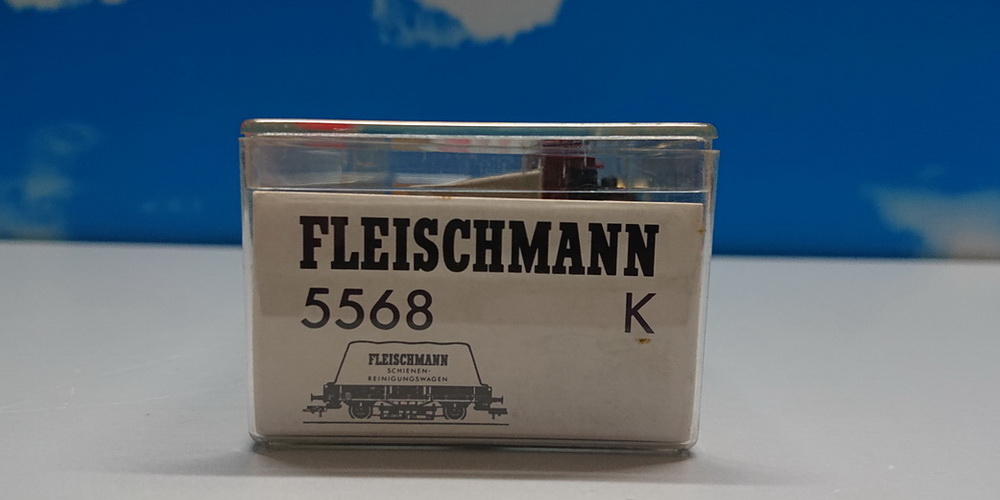 FLEISCHMANN
5568 K
FLEISCHMANN
SCHIENEN-
REINIGUNGSWAGEN